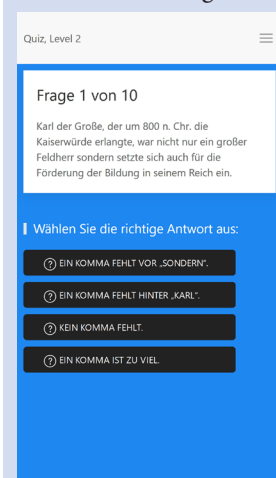 Quiz, Level 2
Frage 1 von 10
Karl der Große, der um 800 n. Chr. die
Kaiserwürde erlangte, war nicht nur ein großer
Feldherr sondern setzte sich auch für die
Förderung der Bildung in seinem Reich ein.
Wählen Sie die richtige Antwort aus:
EIN KOMMA FEHLT VOR „SONDERN“.
EIN KOMMA FEHLT HINTER „KARL“.
KEIN KOMMA FEHLT.
EIN KOMMA IST ZU VIEL.